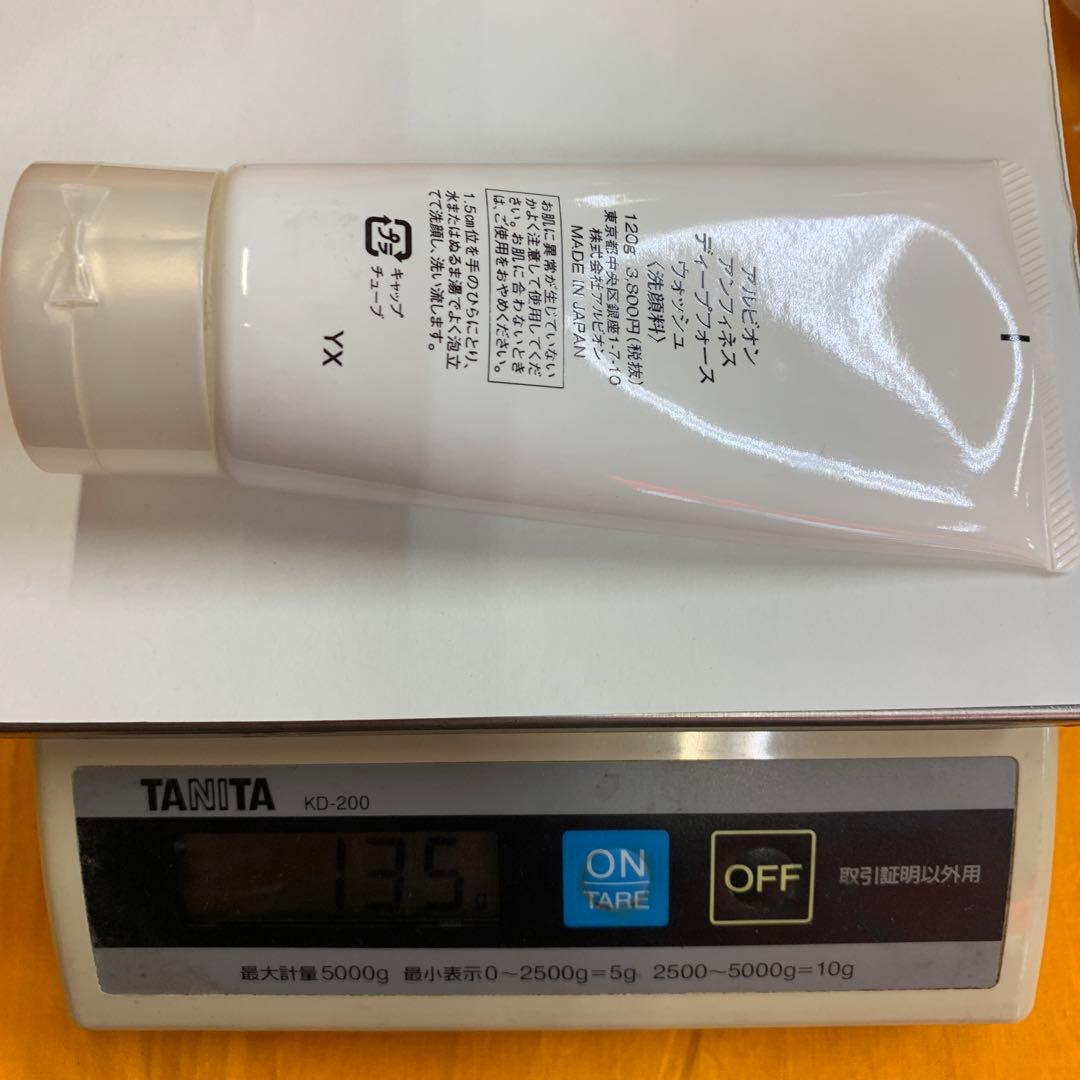 アルビオン
アンフィネス
ディープフォース
ウォッシュ
〈洗顔料〉
120g 3,800円(税抜)
東京都中央区銀座1-7-10
株式会社アルビオン
MADE IN JAPAN
お肌に異常が生じていない
かよく注意して使用してくだ
さい。お肌に合わないとき
は、ご使用をおやめください。
1.5cm位を手のひらにとり、
水またはぬるま湯でよく泡立
てて洗顔し、洗い流します。
プラ
キャップ
チューブ
YX
TANITA KD-200
135g
ON
TARE
OFF
取引証明以外用
最大計量5000g 最小表示0～2500g=5g 2500～5000g=10g